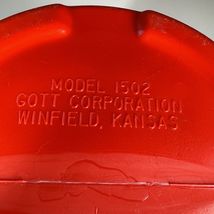 MODEL 1502
GOTT CORPORATION
WINFIELD, KANSAS